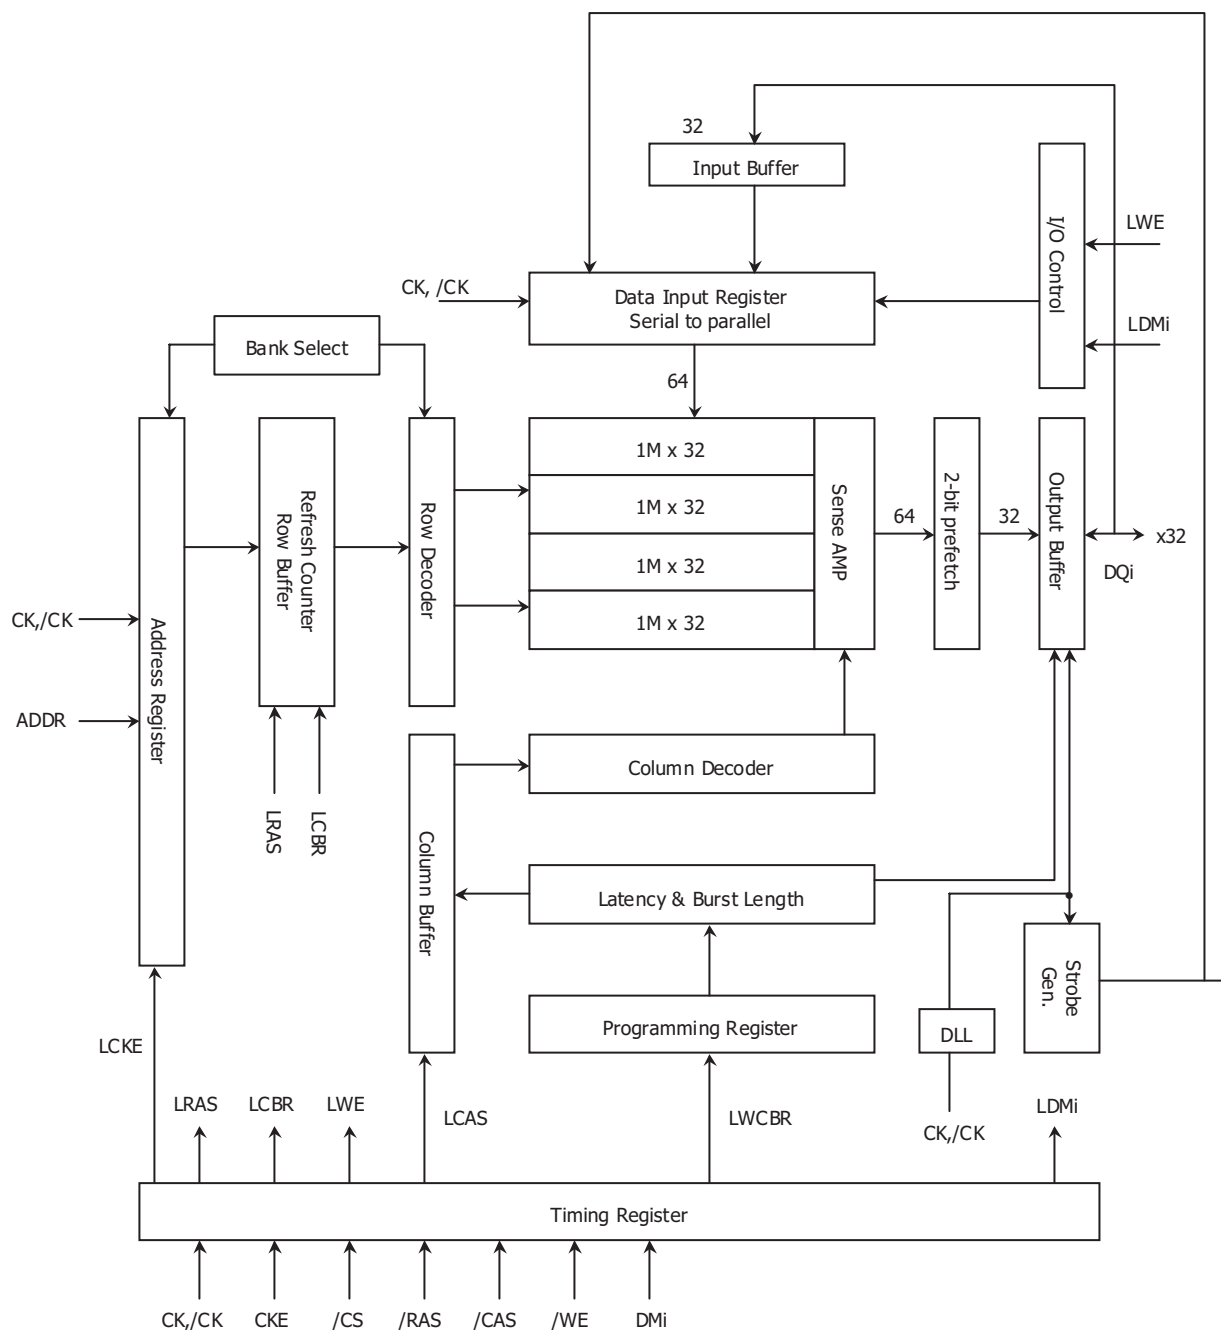 32
Input Buffer
I/O Control
LWE
LDMi
CK, /CK
Data Input Register
Serial to parallel
Bank Select
64
Address Register
Refresh Counter
Row Buffer
Row Decoder
1M x 32
1M x 32
1M x 32
1M x 32
Sense AMP
64
2-bit prefetch
32
Output Buffer
x32
DQi
CK,/CK
ADDR
LRAS
LCBR
Column Buffer
Column Decoder
Latency & Burst Length
Programming Register
DLL
CK,/CK
Strobe
Gen.
LCKE
LRAS
LCBR
LWE
LCAS
LWCBR
LDMi
Timing Register
CK,/CK
CKE
/CS
/RAS
/CAS
/WE
DMi